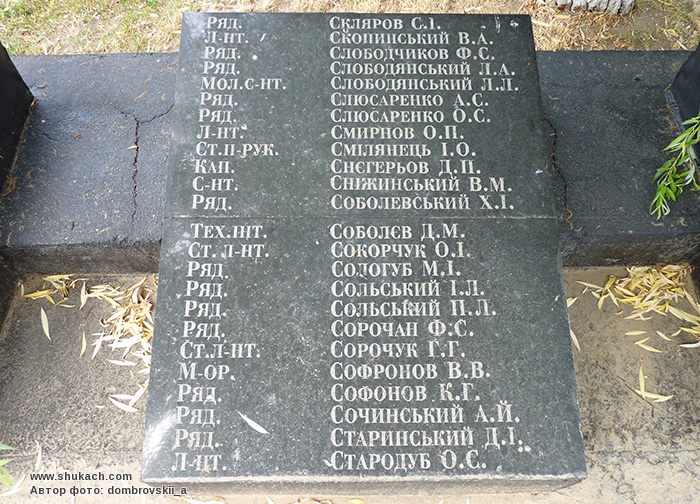 Ряд. Скляров С.І.
Л-нт. Скопинський В.А.
Ряд. Слободчиков Ф.С.
Ряд. Слободянський Л.А.
Мол.с-нт. Слободянський Л.Л.
Ряд. Слюсаренко А.С.
Ряд. Слюсаренко О.С.
Л-нт. Смирнов О.П.
Ст.п-рук. Смілянець І.О.
Кап. Снєгерьов Д.П.
С-нт. Сніжинський В.М.
Ряд. Соболевський Х.І.
Тех.інт. Соболєв Д.М.
Ст. л-нт. Сокорчук О.І.
Ряд. Сологуб М.І.
Ряд. Сольський І.Л.
Ряд. Сольський П.Л.
Ряд. Сорочан Ф.С.
Ст.л-нт. Сорочук Г.Г.
М-ор. Софронов В.В.
Ряд. Софонов К.Г.
Ряд. Сочинський А.Й.
Ряд. Старинський Д.І.
Л-нт. Стародуб О.С.
www.shukach.com
Автор фото: dombrovskii_a